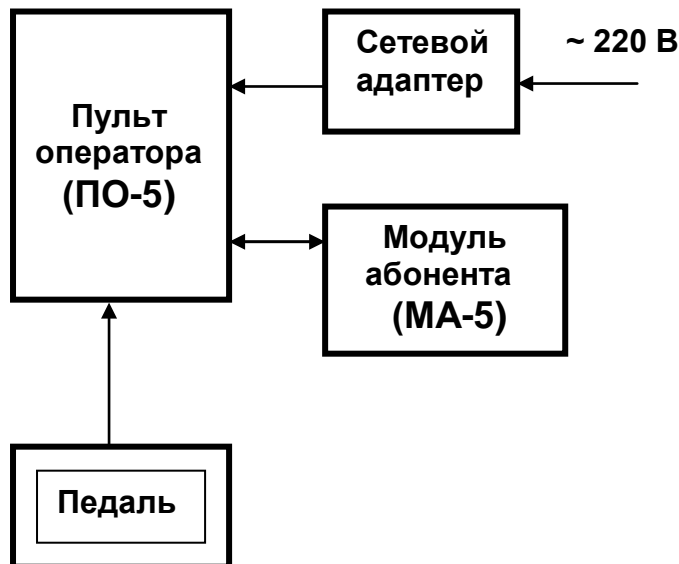 Пульт
оператора
(ПО-5)
Сетевой
адаптер
~ 220 В
Модуль
абонента
(МА-5)
Педаль